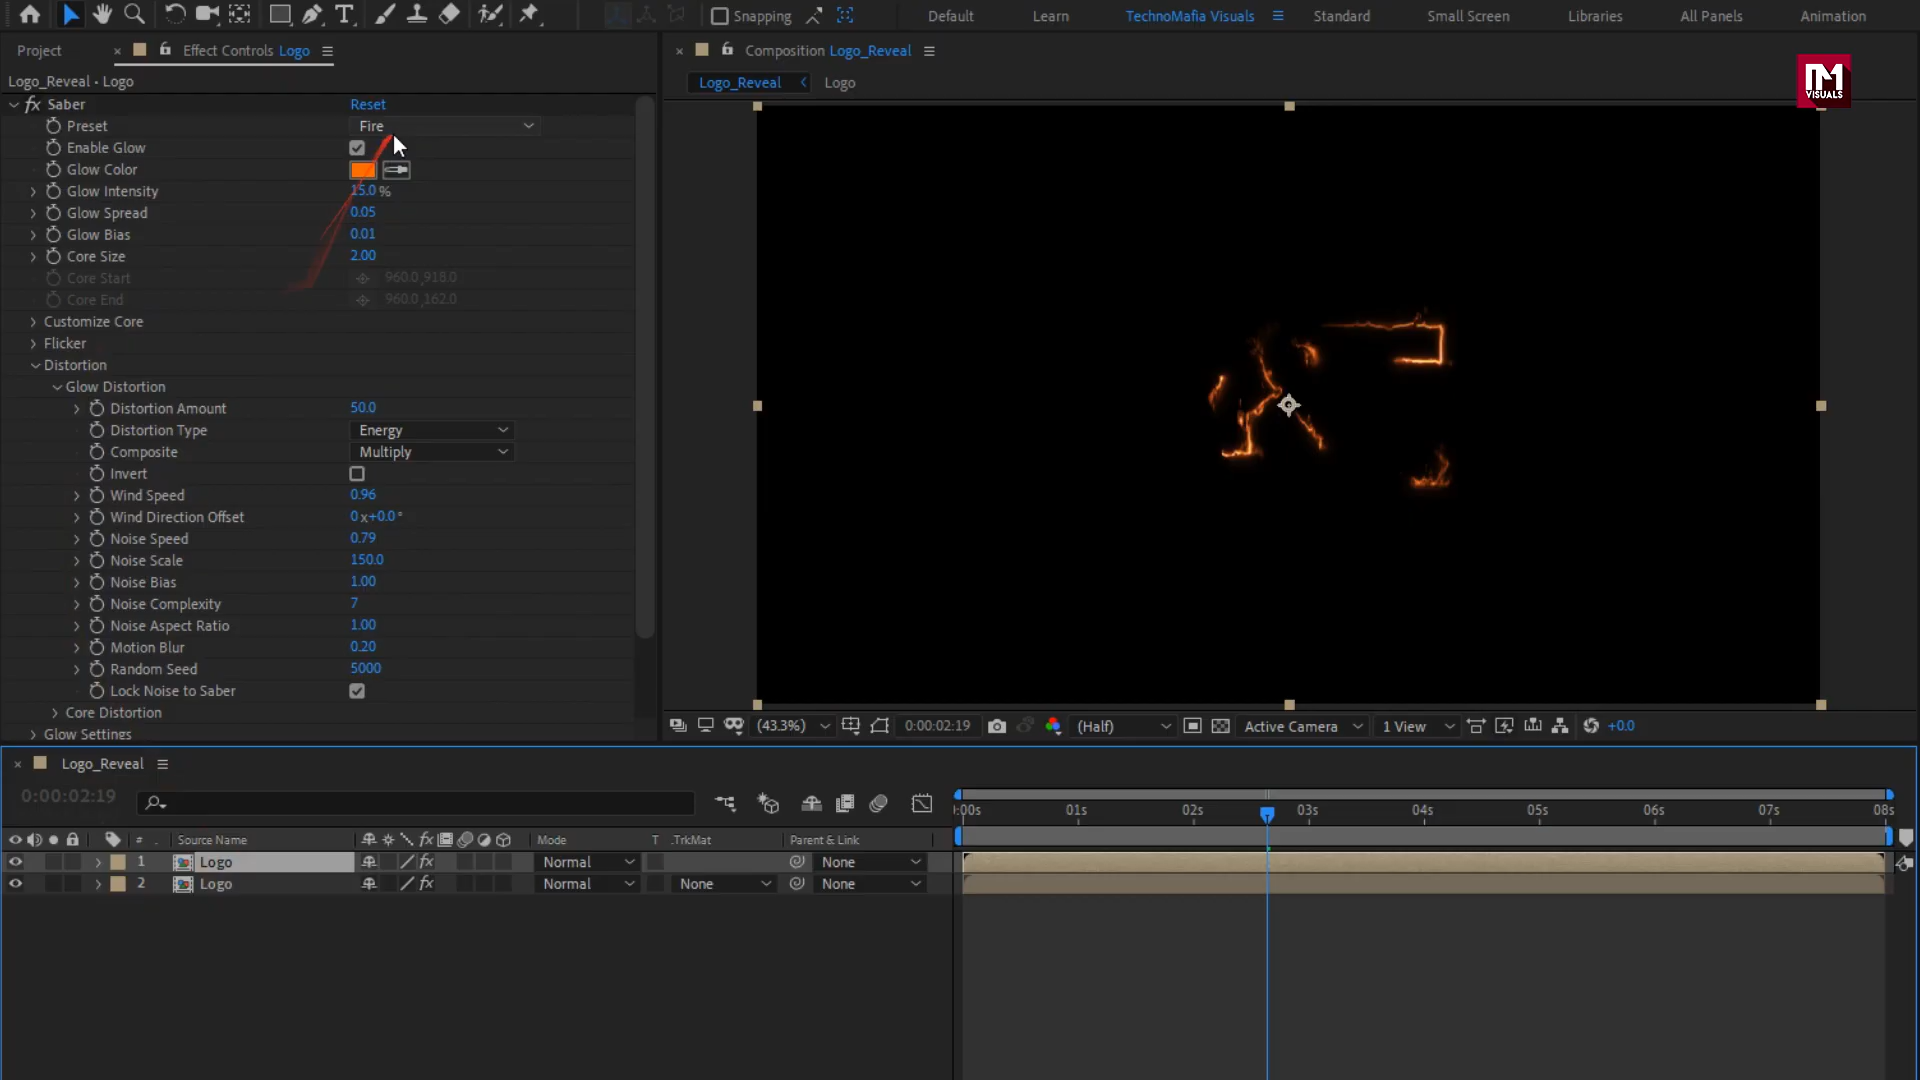 Snapping
Default
Learn
TechnoMafia Visuals
Standard
Small Screen
Libraries
All Panels
Animation
Project
Effect Controls Logo
Composition Logo_Reveal
Logo_Reveal
Logo
M
VISUALS
Logo_Reveal • Logo
fx Saber Reset
Preset Fire
Enable Glow
Glow Color
Glow Intensity 15.0 %
Glow Spread 0.05
Glow Bias 0.01
Core Size 2.00
Core Start 960.0,918.0
Core End 960.0,162.0
Customize Core
Flicker
Distortion
Glow Distortion
Distortion Amount 50.0
Distortion Type Energy
Composite Multiply
Invert
Wind Speed 0.96
Wind Direction Offset 0 x+0.0 °
Noise Speed 0.79
Noise Scale 150.0
Noise Bias 1.00
Noise Complexity 7
Noise Aspect Ratio 1.00
Motion Blur 0.20
Random Seed 5000
Lock Noise to Saber
Core Distortion
Glow Settings
(43.3%) 0:00:02:19 (Half) Active Camera 1 View +0.0
Logo_Reveal
0:00:02:19
:00s 01s 02s 03s 04s 05s 06s 07s 08s
# . Source Name fx Mode T .TrkMat Parent & Link
1 Logo fx Normal None
2 Logo fx Normal None None